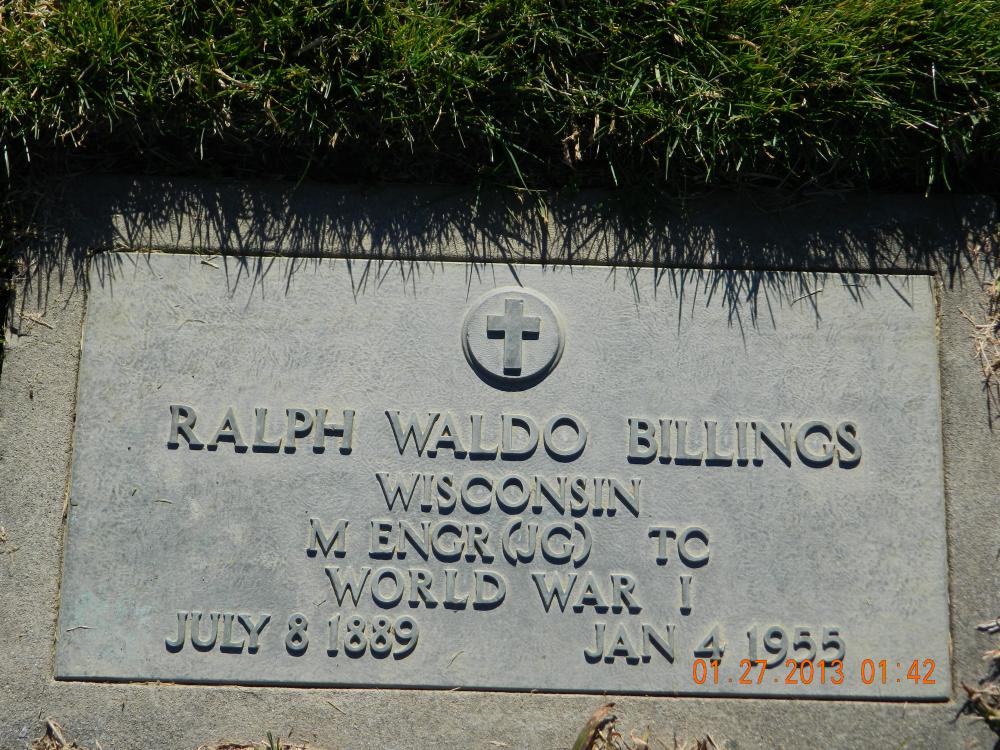 RALPH WALDO BILLINGS
WISCONSIN
M ENGR (JG) TC
WORLD WAR I
JULY 8 1889 JAN 4 1955
01.27.2013 01:42